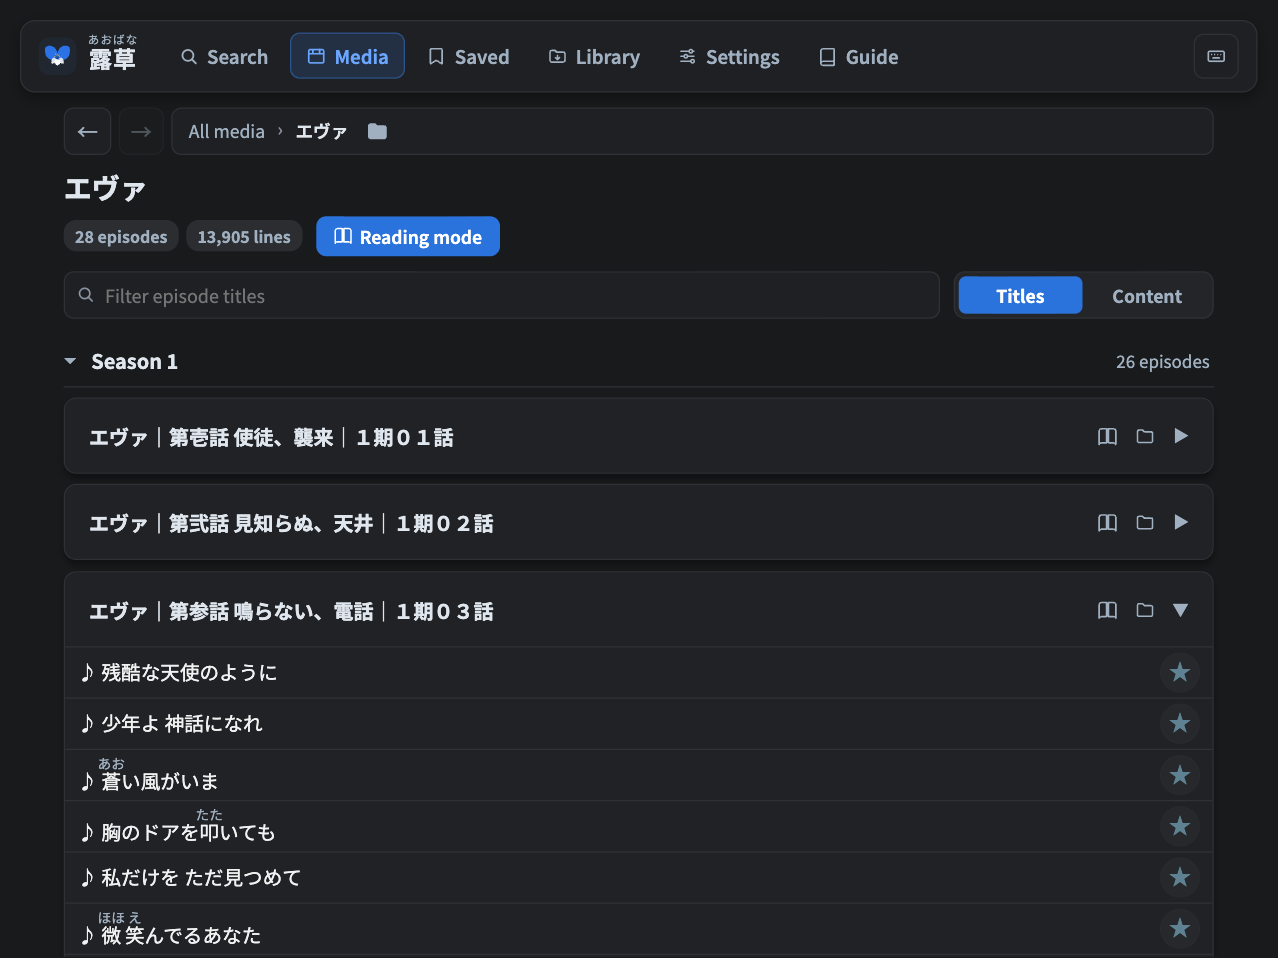 あおばな
露草
Search
Media
Saved
Library
Settings
Guide
All media › エヴァ
エヴァ
28 episodes
13,905 lines
Reading mode
Filter episode titles
Titles
Content
Season 1
26 episodes
エヴァ｜第壱話 使徒、襲来｜１期０１話
エヴァ｜第弐話 見知らぬ、天井｜１期０２話
エヴァ｜第参話 鳴らない、電話｜１期０３話
♪ 残酷な天使のように
♪ 少年よ 神話になれ
あお
♪ 蒼い風がいま
たた
♪ 胸のドアを叩いても
♪ 私だけを ただ見つめて
ほほ え
♪ 微笑んでるあなた